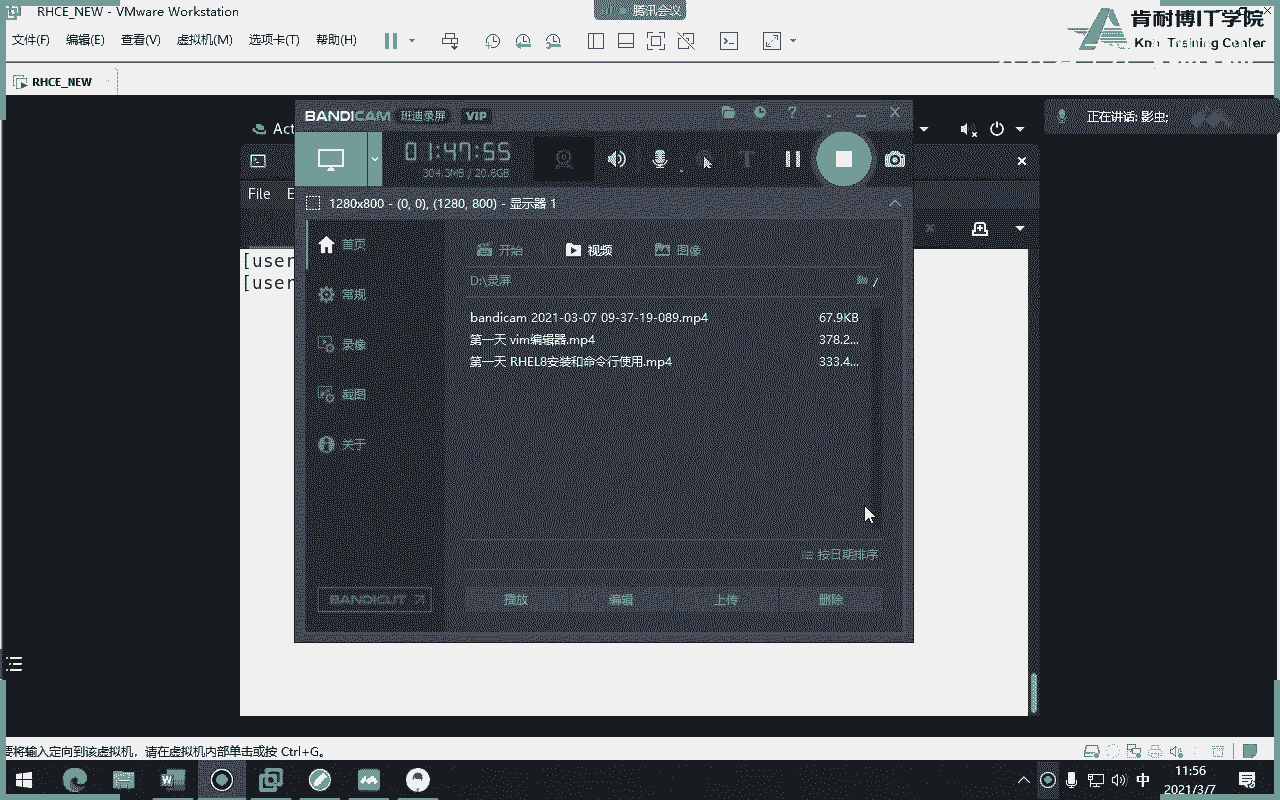 RHCE_NEW - VMware Workstation
腾讯会议
肯耐博IT学院
Training Center
文件(F) 编辑(E) 查看(V) 虚拟机(M) 选项卡(T) 帮助(H)
RHCE_NEW
正在讲话: 影虫;
Act
BANDICAM 班迪录屏 VIP
01:47:55
304.3MB / 20.6GB
File E
1280x800 - (0, 0), (1280, 800) - 显示器 1
首页
常规
录像
截图
关于
开始 视频 图像
D:\录屏 /
bandicam 2021-03-07 09-37-19-089.mp4 67.9KB
第一天 vim编辑器.mp4 378.2...
第一天 RHEL8安装和命令行使用.mp4 333.4...
[user
[user
按日期排序
BANDICUT
播放 编辑 上传 删除
要将输入定向到该虚拟机，请在虚拟机内部单击或按 Ctrl+G。
中
11:56
2021/3/7